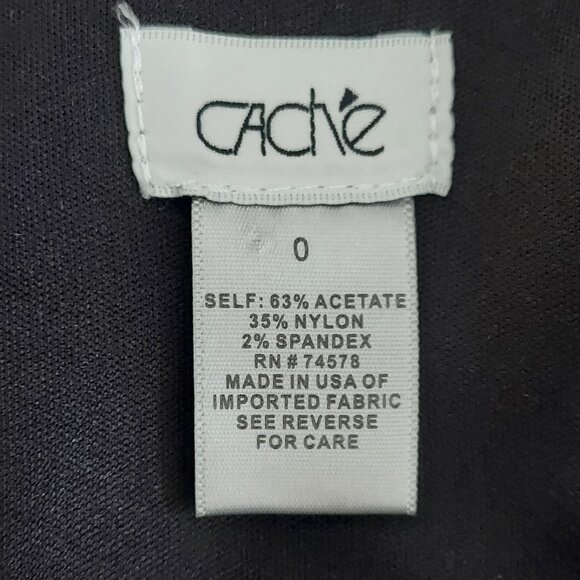 Caché
0
SELF: 63% ACETATE
35% NYLON
2% SPANDEX
RN # 74578
MADE IN USA OF
IMPORTED FABRIC
SEE REVERSE
FOR CARE